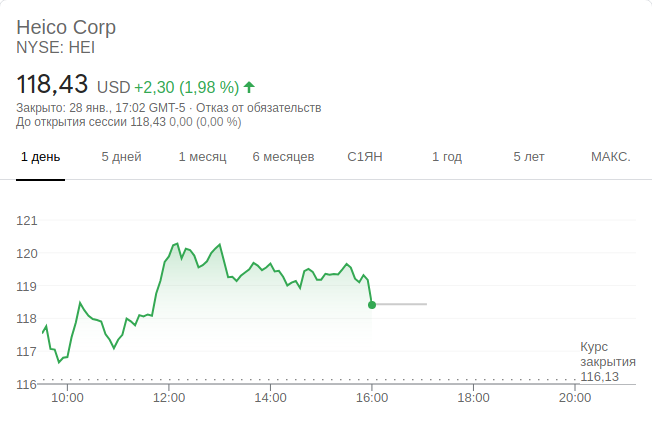 Heico Corp
NYSE: HEI
118,43 USD +2,30 (1,98 %)
Закрыто: 28 янв., 17:02 GMT-5 · Отказ от обязательств
До открытия сессии 118,43 0,00 (0,00 %)
1 день 5 дней 1 месяц 6 месяцев С1ЯН 1 год 5 лет МАКС.
121
120
119
118
117
116
Курс
закрытия
116,13
10:00 12:00 14:00 16:00 18:00 20:00